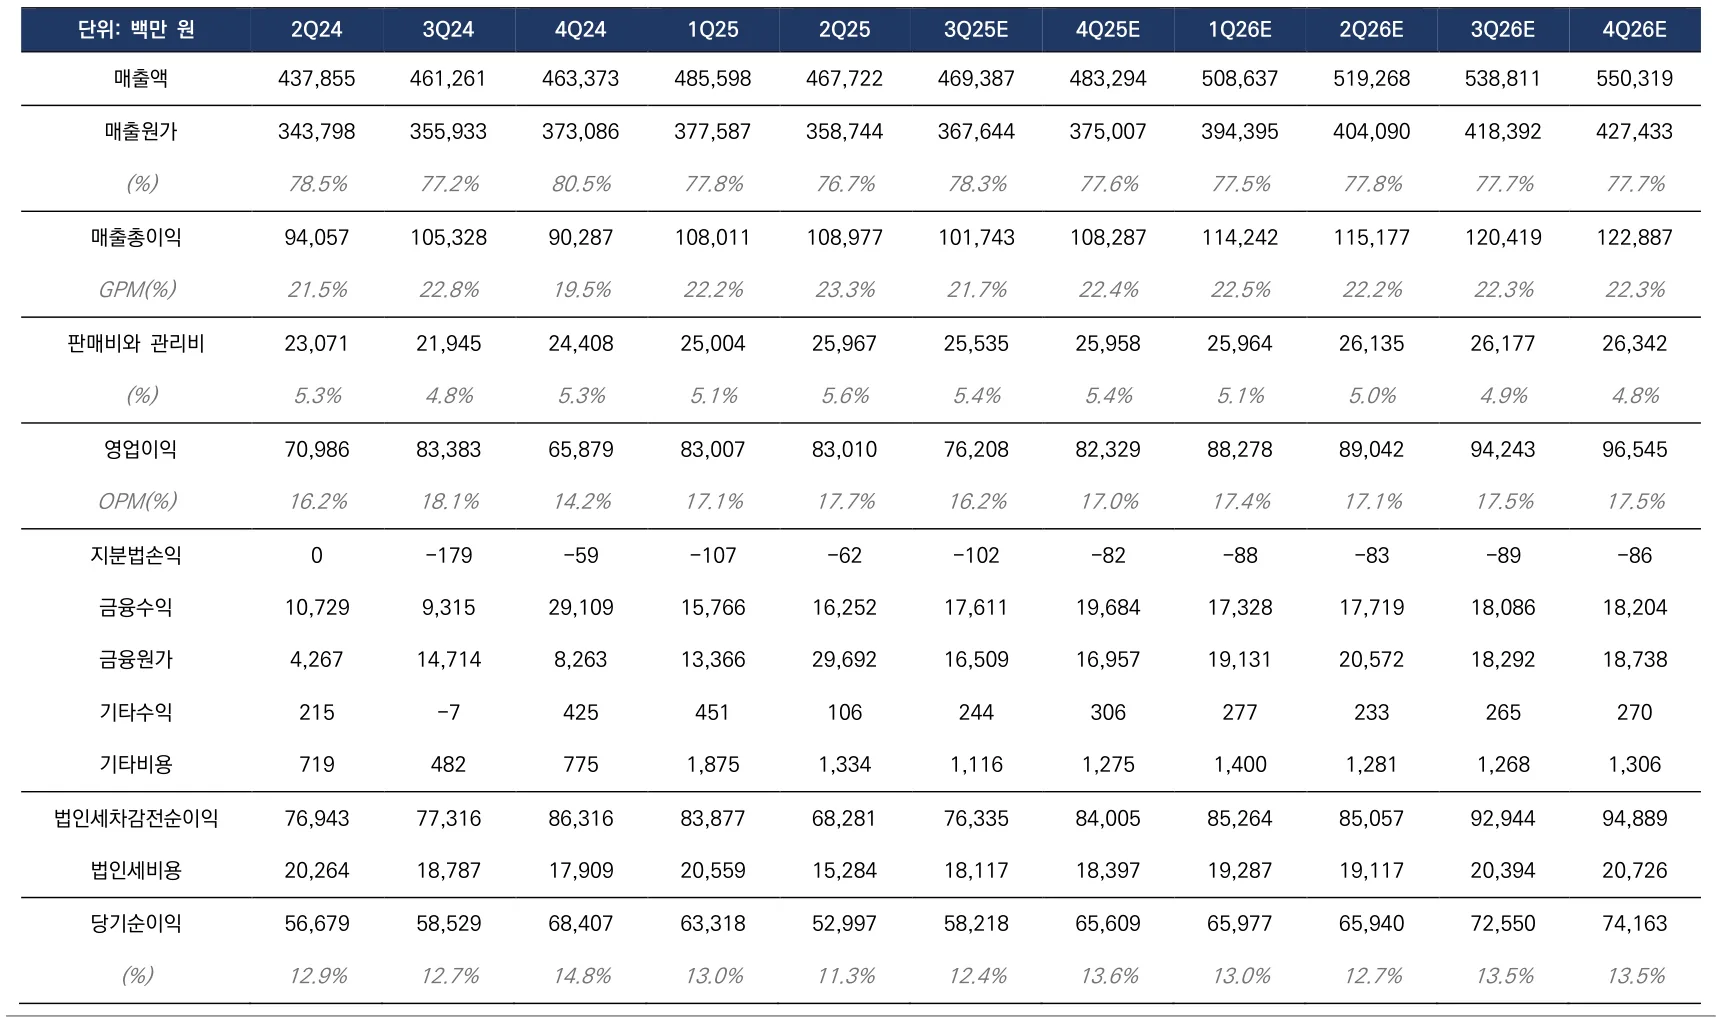 단위: 백만 원 2Q24 3Q24 4Q24 1Q25 2Q25 3Q25E 4Q25E 1Q26E 2Q26E 3Q26E 4Q26E
매출액 437,855 461,261 463,373 485,598 467,722 469,387 483,294 508,637 519,268 538,811 550,319
매출원가 343,798 355,933 373,086 377,587 358,744 367,644 375,007 394,395 404,090 418,392 427,433
(%) 78.5% 77.2% 80.5% 77.8% 76.7% 78.3% 77.6% 77.5% 77.8% 77.7% 77.7%
매출총이익 94,057 105,328 90,287 108,011 108,977 101,743 108,287 114,242 115,177 120,419 122,887
GPM(%) 21.5% 22.8% 19.5% 22.2% 23.3% 21.7% 22.4% 22.5% 22.2% 22.3% 22.3%
판매비와 관리비 23,071 21,945 24,408 25,004 25,967 25,535 25,958 25,964 26,135 26,177 26,342
(%) 5.3% 4.8% 5.3% 5.1% 5.6% 5.4% 5.4% 5.1% 5.0% 4.9% 4.8%
영업이익 70,986 83,383 65,879 83,007 83,010 76,208 82,329 88,278 89,042 94,243 96,545
OPM(%) 16.2% 18.1% 14.2% 17.1% 17.7% 16.2% 17.0% 17.4% 17.1% 17.5% 17.5%
지분법손익 0 -179 -59 -107 -62 -102 -82 -88 -83 -89 -86
금융수익 10,729 9,315 29,109 15,766 16,252 17,611 19,684 17,328 17,719 18,086 18,204
금융원가 4,267 14,714 8,263 13,366 29,692 16,509 16,957 19,131 20,572 18,292 18,738
기타수익 215 -7 425 451 106 244 306 277 233 265 270
기타비용 719 482 775 1,875 1,334 1,116 1,275 1,400 1,281 1,268 1,306
법인세차감전순이익 76,943 77,316 86,316 83,877 68,281 76,335 84,005 85,264 85,057 92,944 94,889
법인세비용 20,264 18,787 17,909 20,559 15,284 18,117 18,397 19,287 19,117 20,394 20,726
당기순이익 56,679 58,529 68,407 63,318 52,997 58,218 65,609 65,977 65,940 72,550 74,163
(%) 12.9% 12.7% 14.8% 13.0% 11.3% 12.4% 13.6% 13.0% 12.7% 13.5% 13.5%